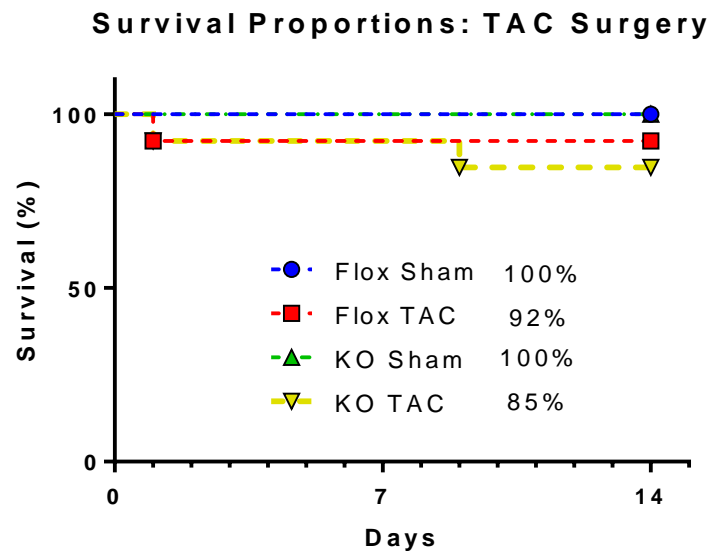 Survival Proportions: TAC Surgery
Survival (%)
100
50
0
Flox Sham 100%
Flox TAC 92%
KO Sham 100%
KO TAC 85%
0 7 14
Days